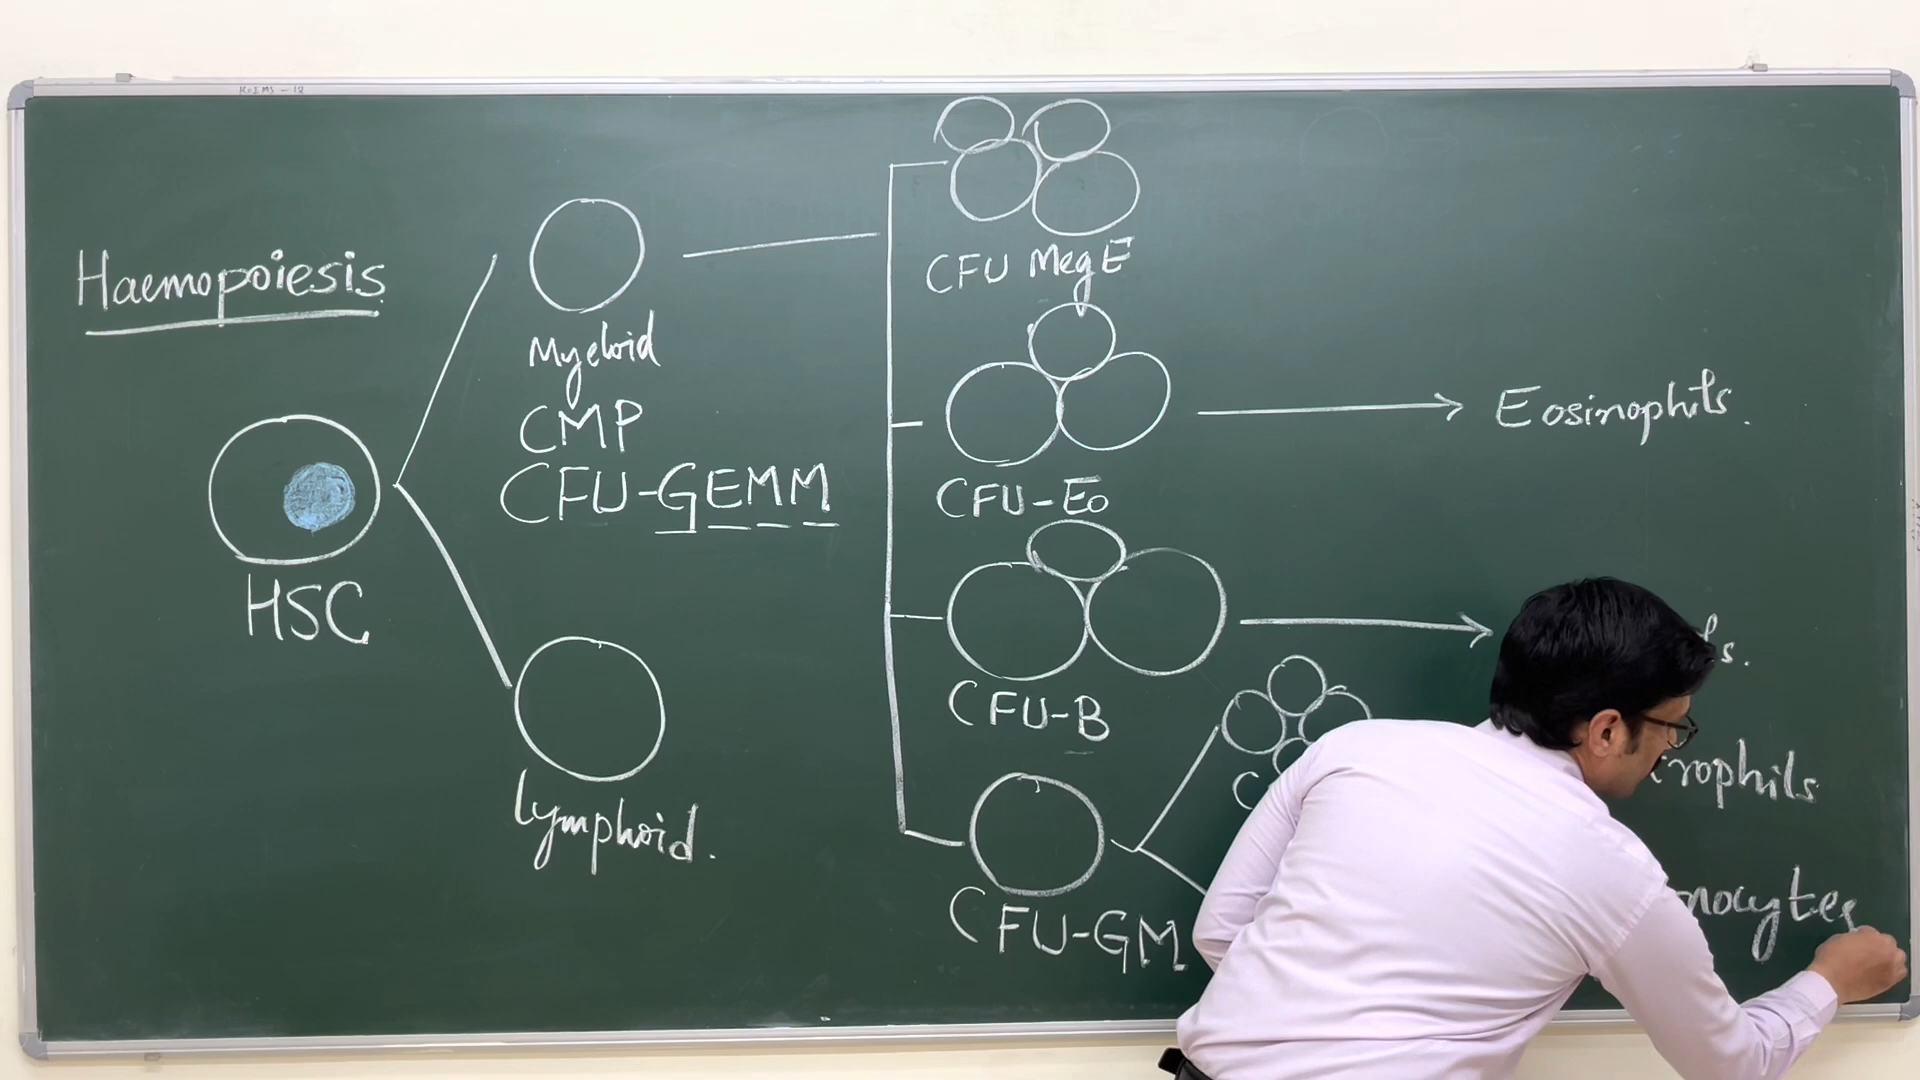 Haemopoiesis
HSC
Myeloid
CMP
CFU-GEMM
Lymphoid.
CFU MegE
CFU-Eo
CFU-B
CFU-GM
Eosinophils.